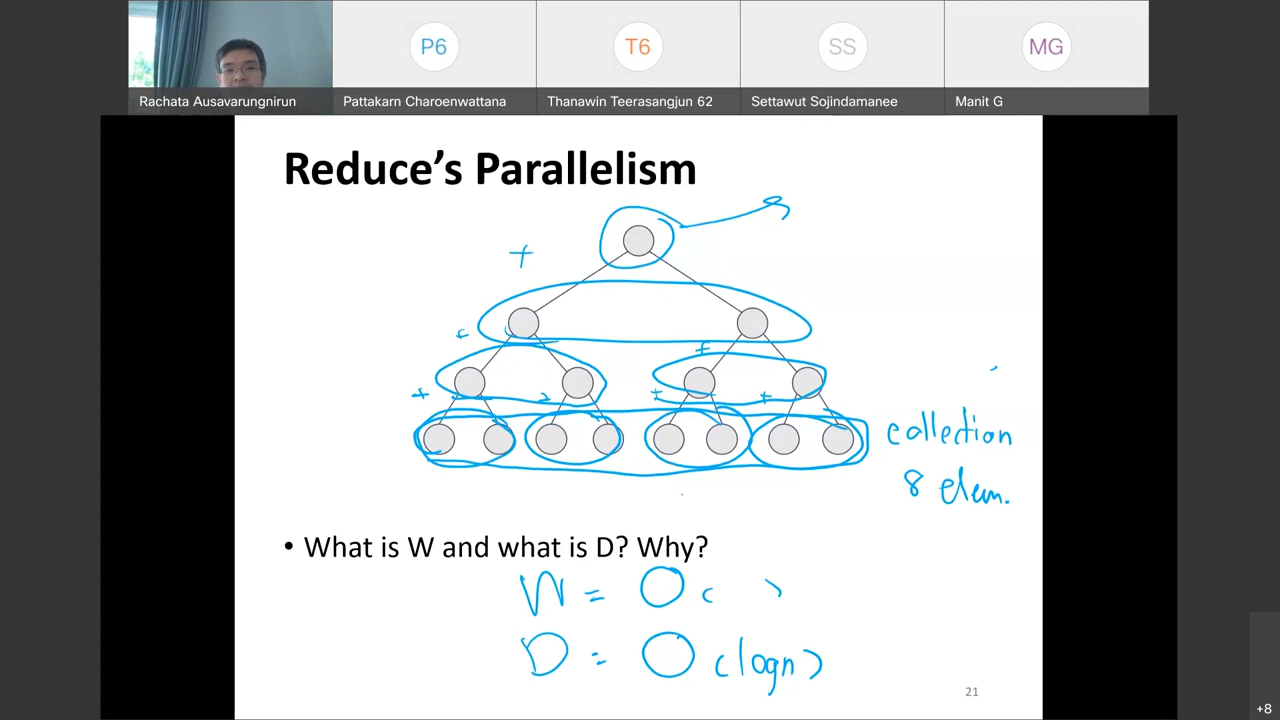 P6
T6
SS
MG
Rachata Ausavarungnirun
Pattakarn Charoenwattana
Thanawin Teerasangjun 62
Settawut Sojindamanee
Manit G
Reduce's Parallelism
+
+
+
+
+
+
collection
8 elem.
• What is W and what is D? Why?
W = O ( )
D = O (logn)
21
+8